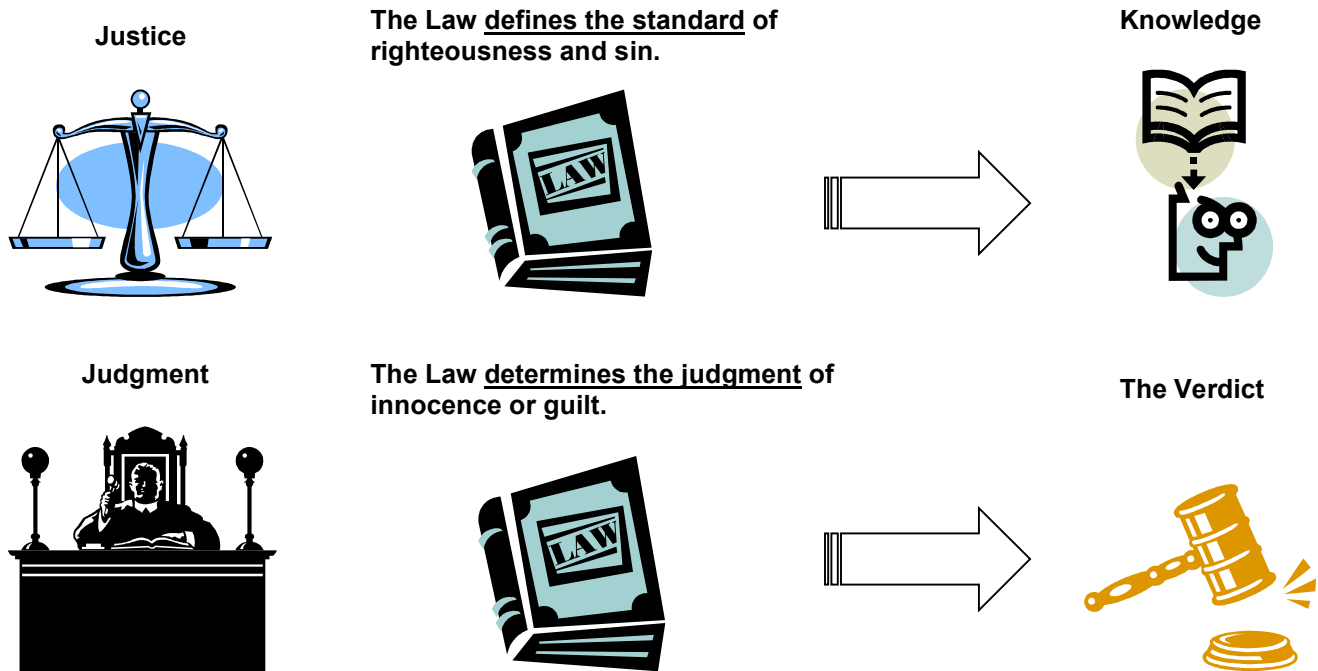 Justice
The Law defines the standard of
righteousness and sin.
Knowledge
LAW
Judgment
The Law determines the judgment of
innocence or guilt.
The Verdict
LAW